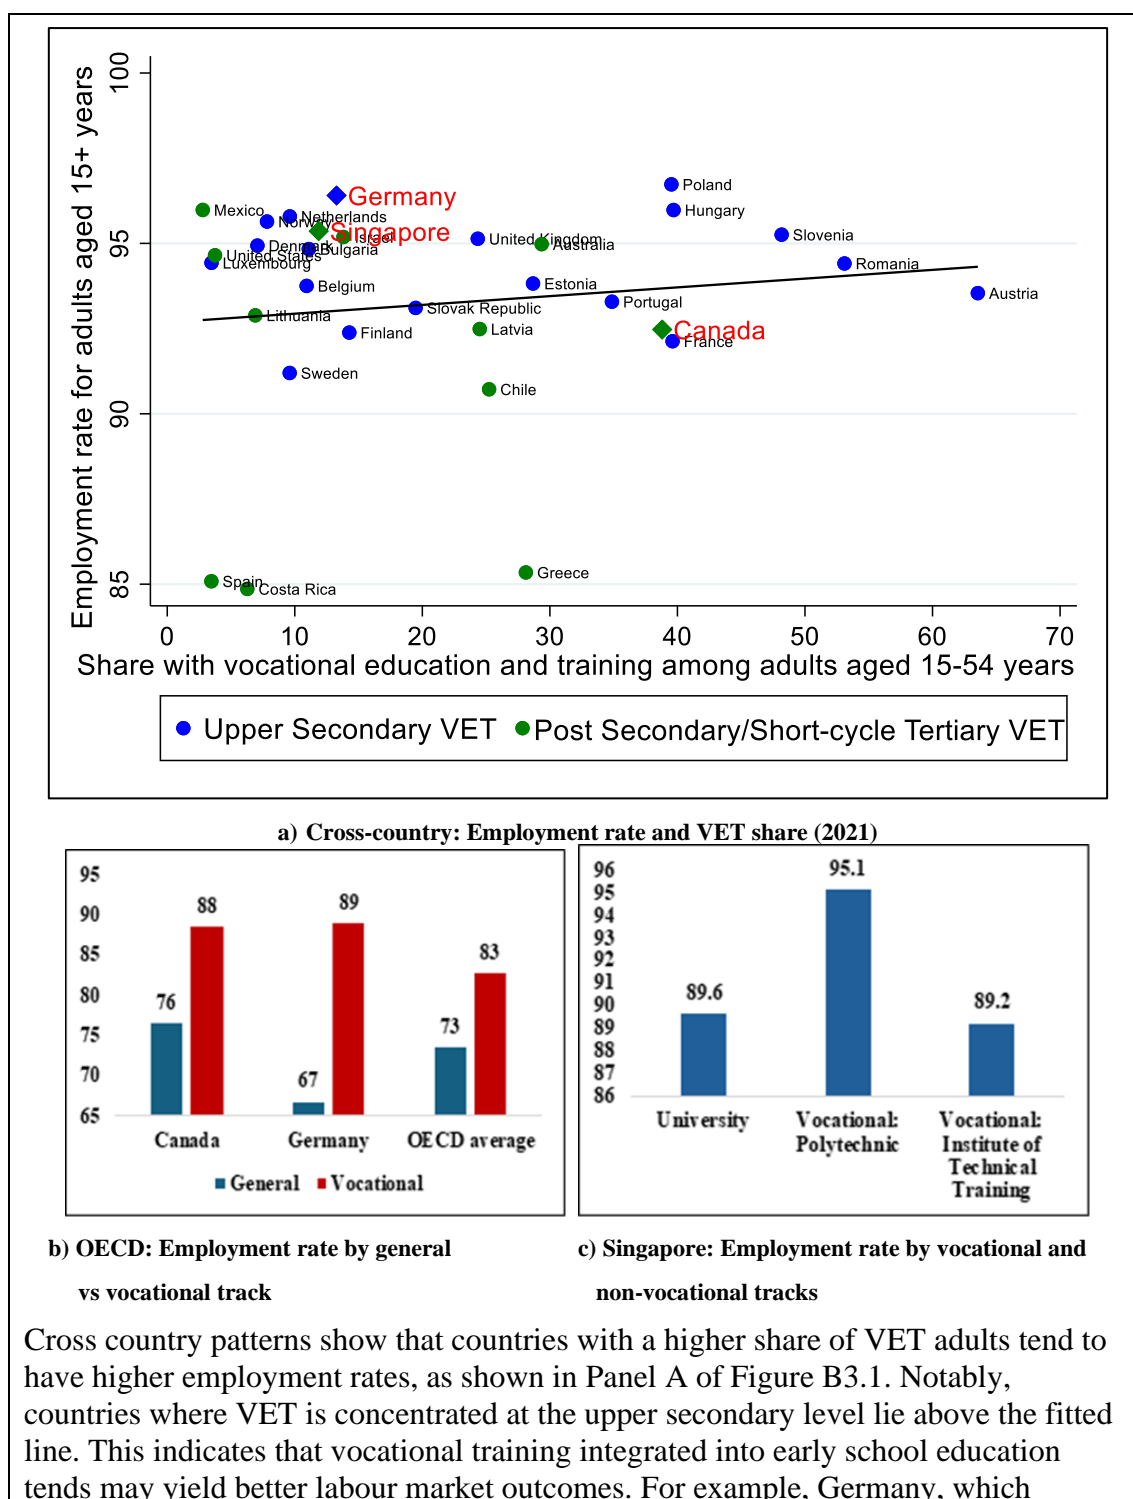 Employment rate for adults aged 15+ years
100
95
90
85
Mexico
Germany
Netherlands
Norway
Singapore
Israel
Denmark
Bulgaria
United States
Luxembourg
Belgium
Lithuania
Finland
Sweden
Slovak Republic
United Kingdom
Australia
Estonia
Latvia
Chile
Poland
Hungary
Slovenia
Romania
Austria
Portugal
Canada
France
Spain
Costa Rica
Greece
0 10 20 30 40 50 60 70
Share with vocational education and training among adults aged 15-54 years
Upper Secondary VET Post Secondary/Short-cycle Tertiary VET
a) Cross-country: Employment rate and VET share (2021)
95
90
85
80
75
70
65
76
88
67
89
73
83
Canada Germany OECD average
General Vocational
96
95
94
93
92
91
90
89
88
87
86
89.6
95.1
89.2
University
Vocational:
Polytechnic
Vocational:
Institute of
Technical
Training
b) OECD: Employment rate by general
vs vocational track
c) Singapore: Employment rate by vocational and
non-vocational tracks
Cross country patterns show that countries with a higher share of VET adults tend to
have higher employment rates, as shown in Panel A of Figure B3.1. Notably,
countries where VET is concentrated at the upper secondary level lie above the fitted
line. This indicates that vocational training integrated into early school education
tends may yield better labour market outcomes. For example, Germany, which